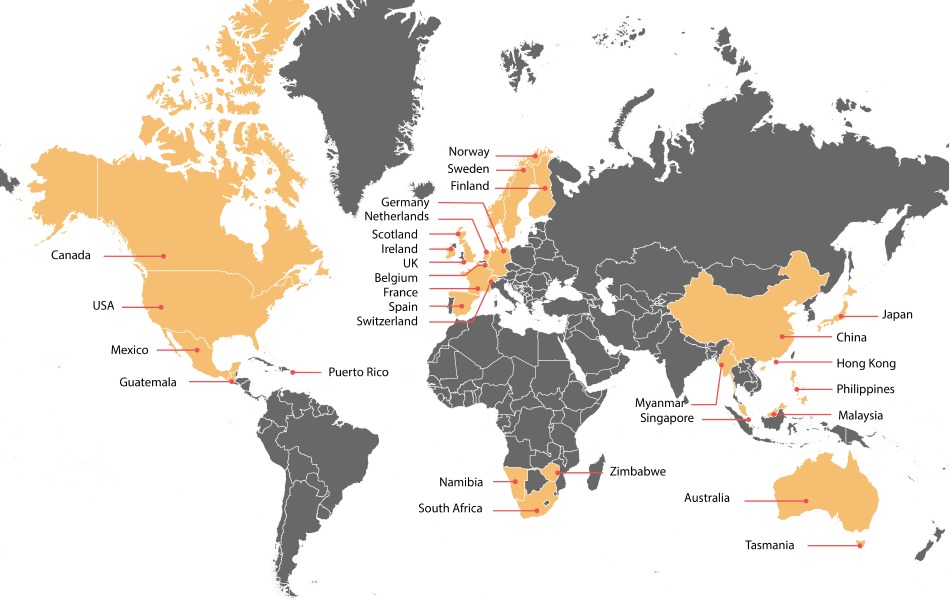 Norway
Sweden
Finland
Germany
Netherlands
Scotland
Ireland
UK
Belgium
France
Spain
Switzerland
Canada
USA
Mexico
Guatemala
Puerto Rico
Japan
China
Hong Kong
Philippines
Myanmar
Malaysia
Singapore
Zimbabwe
Namibia
South Africa
Australia
Tasmania